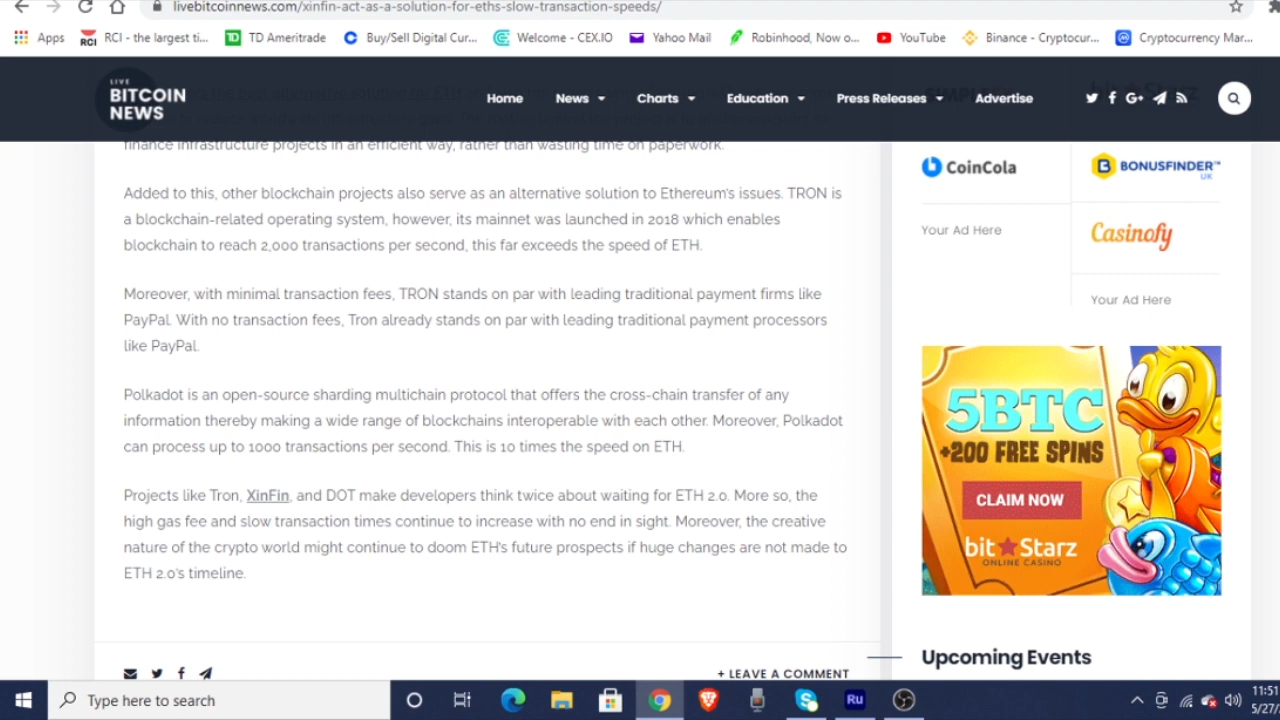 livebitcoinnews.com/xinfin-act-as-a-solution-for-eths-slow-transaction-speeds/
Apps RCI - the largest ti... TD Ameritrade Buy/Sell Digital Cur... Welcome - CEX.IO Yahoo Mail Robinhood, Now o... YouTube Binance - Cryptocur... Cryptocurrency Mar...
LIVE
BITCOIN
NEWS
Home News Charts Education Press Releases Advertise
finance infrastructure projects in an efficient way, rather than wasting time on paperwork.
Added to this, other blockchain projects also serve as an alternative solution to Ethereum's issues. TRON is
a blockchain-related operating system, however, its mainnet was launched in 2018 which enables
blockchain to reach 2,000 transactions per second, this far exceeds the speed of ETH.
Moreover, with minimal transaction fees, TRON stands on par with leading traditional payment firms like
PayPal. With no transaction fees, Tron already stands on par with leading traditional payment processors
like PayPal.
Polkadot is an open-source sharding multichain protocol that offers the cross-chain transfer of any
information thereby making a wide range of blockchains interoperable with each other. Moreover, Polkadot
can process up to 1000 transactions per second. This is 10 times the speed on ETH.
Projects like Tron, XinFin, and DOT make developers think twice about waiting for ETH 2.0. More so, the
high gas fee and slow transaction times continue to increase with no end in sight. Moreover, the creative
nature of the crypto world might continue to doom ETH's future prospects if huge changes are not made to
ETH 2.0's timeline.
+ LEAVE A COMMENT
CoinCola
BONUSFINDER™
UK
Your Ad Here
Casinofy
Your Ad Here
5BTC
+200 FREE SPINS
CLAIM NOW
bitStarz
ONLINE CASINO
Upcoming Events
Type here to search
Ru
11:51
5/27/